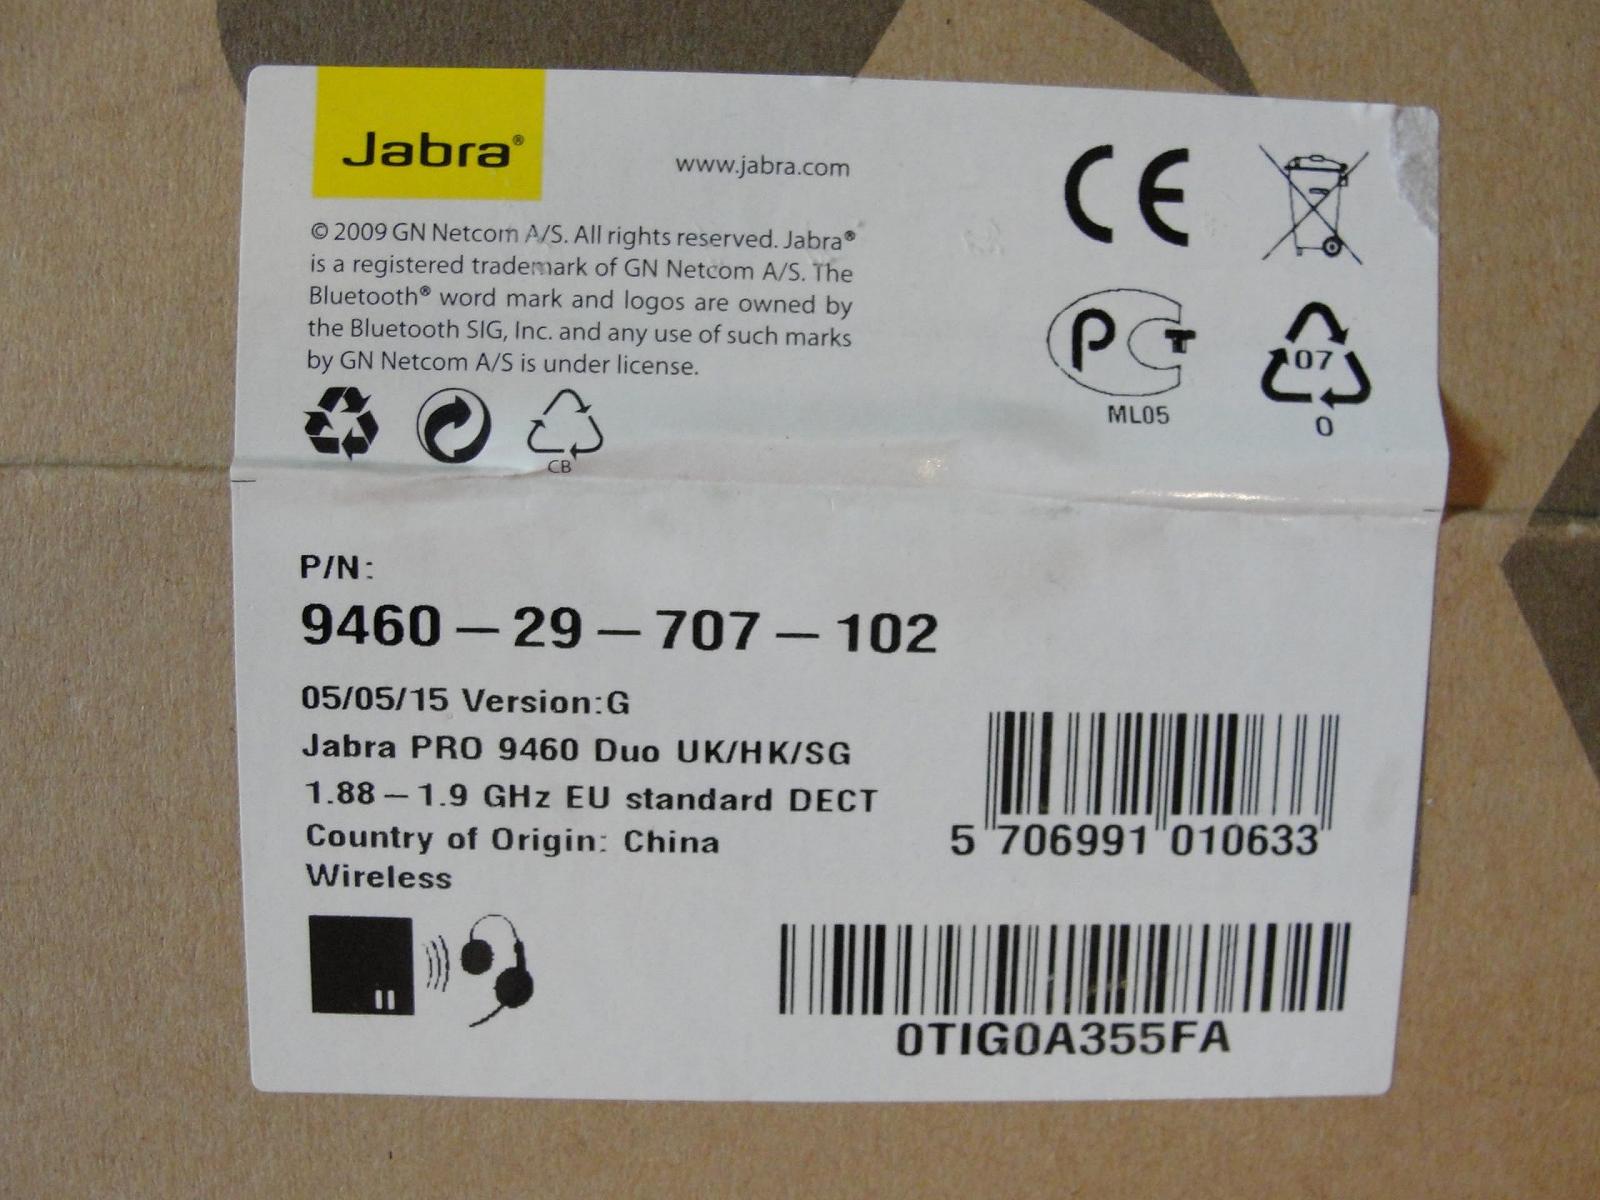 Jabra®
www.jabra.com
© 2009 GN Netcom A/S. All rights reserved. Jabra®
is a registered trademark of GN Netcom A/S. The
Bluetooth® word mark and logos are owned by
the Bluetooth SIG, Inc. and any use of such marks
by GN Netcom A/S is under license.
CE
PCT
ML05
07
0
CB
P/N:
9460-29-707-102
05/05/15 Version:G
Jabra PRO 9460 Duo UK/HK/SG
1.88-1.9 GHz EU standard DECT
Country of Origin: China
Wireless
5 706991 010633
0TIG0A355FA